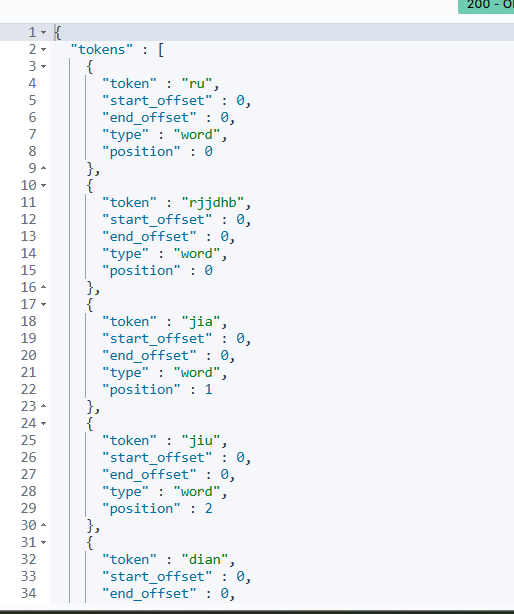 200 - O
1 {
2 "tokens" : [
3 {
4 "token" : "ru",
5 "start_offset" : 0,
6 "end_offset" : 0,
7 "type" : "word",
8 "position" : 0
9 },
10 {
11 "token" : "rjjdhb",
12 "start_offset" : 0,
13 "end_offset" : 0,
14 "type" : "word",
15 "position" : 0
16 },
17 {
18 "token" : "jia",
19 "start_offset" : 0,
20 "end_offset" : 0,
21 "type" : "word",
22 "position" : 1
23 },
24 {
25 "token" : "jiu",
26 "start_offset" : 0,
27 "end_offset" : 0,
28 "type" : "word",
29 "position" : 2
30 },
31 {
32 "token" : "dian",
33 "start_offset" : 0,
34 "end_offset" : 0,